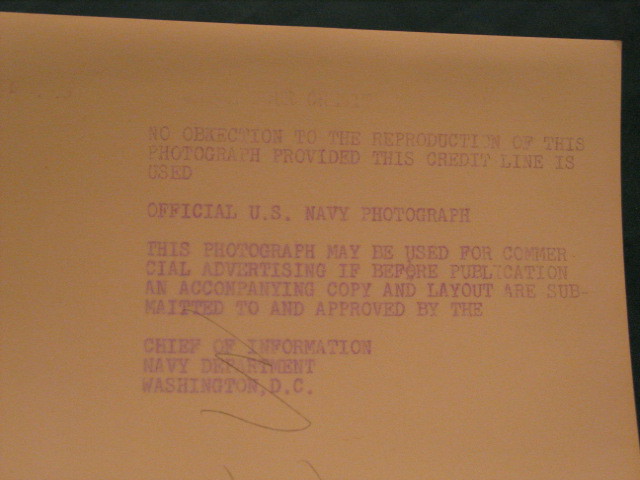 NO OBNECTION TO THE REPRODUCTION OF THIS
PHOTOGRAPH PROVIDED THIS CREDIT LINE IS
USED
OFFICIAL U.S. NAVY PHOTOGRAPH
THIS PHOTOGRAPH MAY BE USED FOR COMMER-
CIAL ADVERTISING IF BEFORE PUBLICATION
AN ACCOMPANYING COPY AND LAYOUT ARE SUB-
MAITTED TO AND APPROVED BY THE
CHIEF OF INFORMATION
NAVY DEPARTMENT
WASHINGTON,D.C.